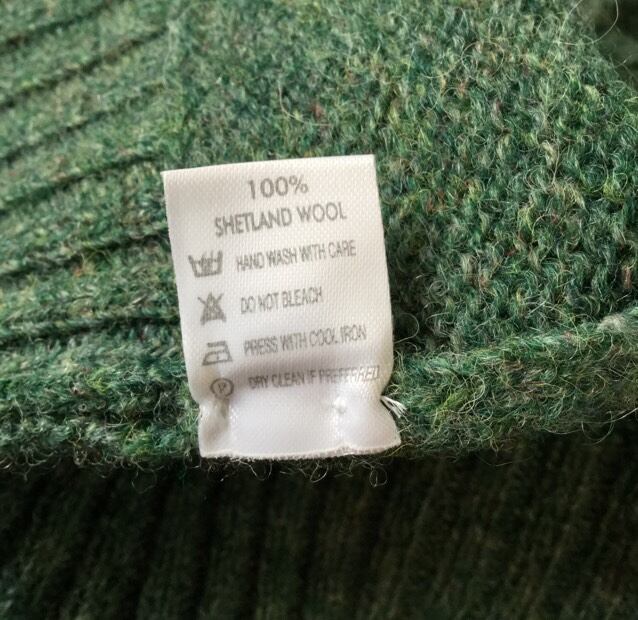 100%
SHETLAND WOOL
HAND WASH WITH CARE
DO NOT BLEACH
PRESS WITH COOL IRON
P DRY CLEAN IF PREFERRED